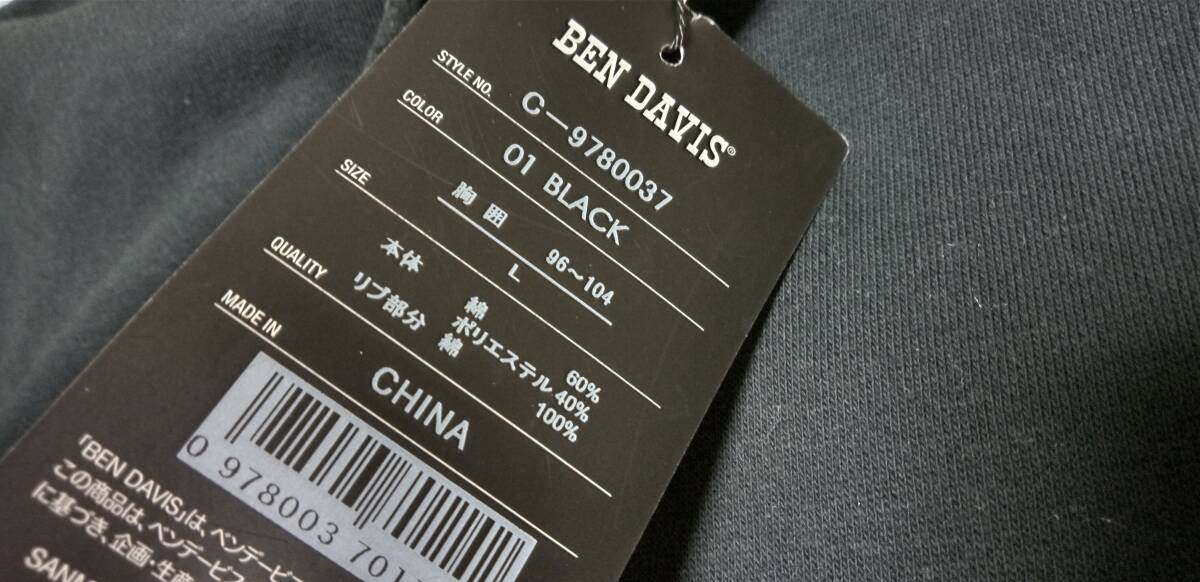 BEN DAVIS®
STYLE NO. C-9780037
COLOR 01 BLACK
SIZE 胸囲 96~104
L
QUALITY 本体 綿 60%
ポリエステル 40%
リブ部分 綿 100%
MADE IN CHINA
0 978003 701
「BEN DAVIS」は、ベンデービ
この商品は、ベンデービス
に基づき、企画・生産